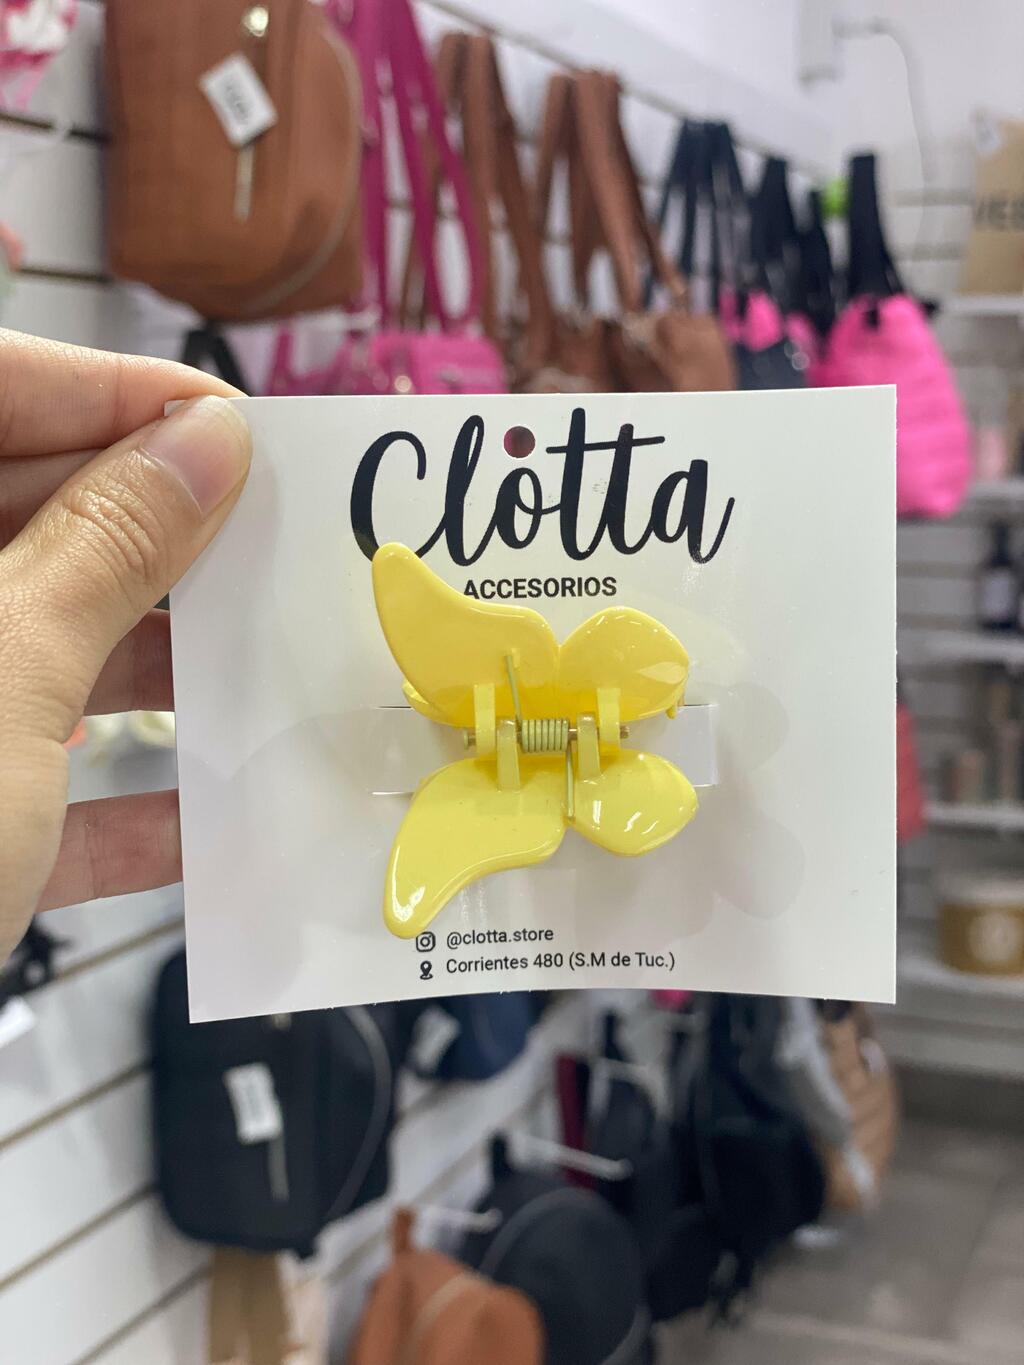 Clotta
ACCESORIOS
@clotta.store
Corrientes 480 (S.M de Tuc.)